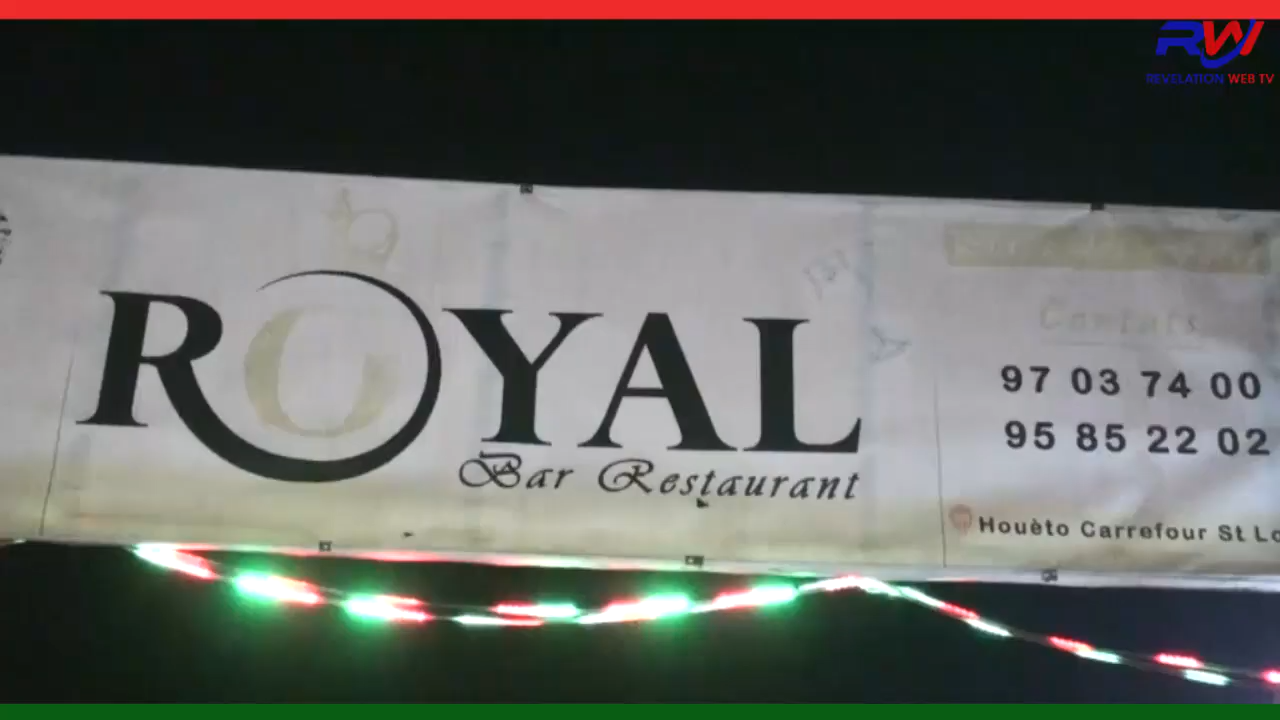 RW
REVELATION WEB TV
ROYAL
Bar Restaurant
Contacts
97 03 74 00
95 85 22 02
Houèto Carrefour St Lo